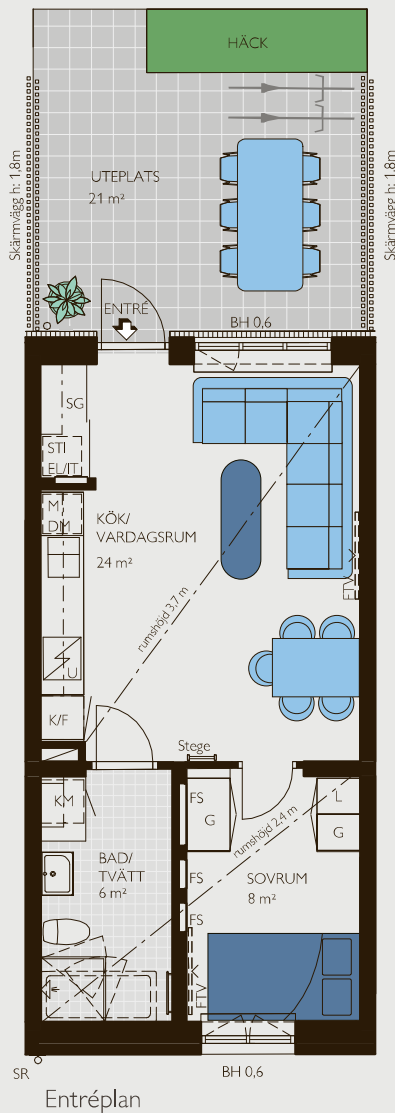 HÄCK
Skärmvägg h: 1,8m
Skärmvägg h: 1,8m
UTEPLATS
21 m²
ENTRÉ
BH 0,6
SG
STI
EL/IT
M/
DM
KÖK/
VARDAGSRUM
24 m²
rumshöjd 3,7 m
FTV
U
K/F
Stege
KM
FS
G
L
G
rumshöjd 2,4 m
BAD/
TVÄTT
6 m²
FS
SOVRUM
8 m²
FS
FTV
SR
BH 0,6
Entréplan